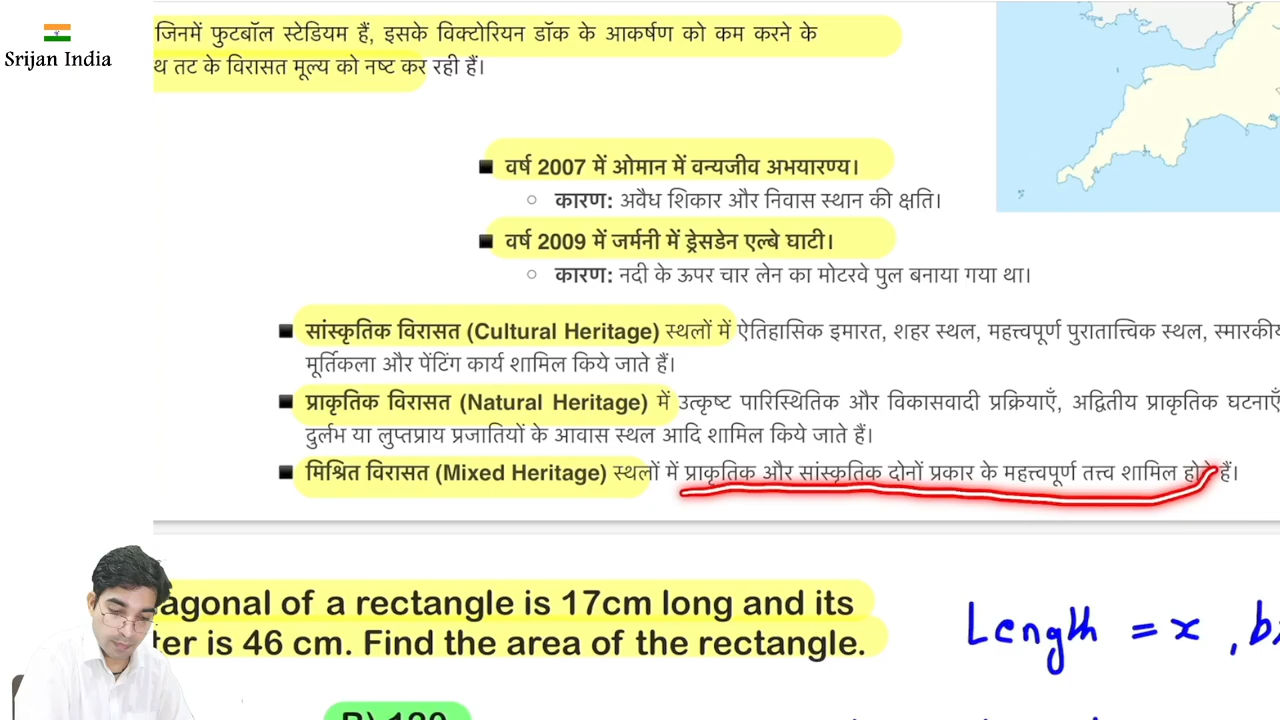 Srijan India
जिनमें फुटबॉल स्टेडियम हैं, इसके विक्टोरियन डॉक के आकर्षण को कम करने के
थ तट के विरासत मूल्य को नष्ट कर रही हैं।
■ वर्ष 2007 में ओमान में वन्यजीव अभयारण्य।
○ कारण: अवैध शिकार और निवास स्थान की क्षति।
■ वर्ष 2009 में जर्मनी में ड्रेसडेन एल्बे घाटी।
○ कारण: नदी के ऊपर चार लेन का मोटरवे पुल बनाया गया था।
■ सांस्कृतिक विरासत (Cultural Heritage) स्थलों में ऐतिहासिक इमारत, शहर स्थल, महत्त्वपूर्ण पुरातात्त्विक स्थल, स्मारकीय
मूर्तिकला और पेंटिंग कार्य शामिल किये जाते हैं।
■ प्राकृतिक विरासत (Natural Heritage) में उत्कृष्ट पारिस्थितिक और विकासवादी प्रक्रियाएँ, अद्वितीय प्राकृतिक घटनाएँ
दुर्लभ या लुप्तप्राय प्रजातियों के आवास स्थल आदि शामिल किये जाते हैं।
■ मिश्रित विरासत (Mixed Heritage) स्थलों में प्राकृतिक और सांस्कृतिक दोनों प्रकार के महत्त्वपूर्ण तत्त्व शामिल होते हैं।
agonal of a rectangle is 17cm long and its
ter is 46 cm. Find the area of the rectangle.
Length = x , b
B) 120